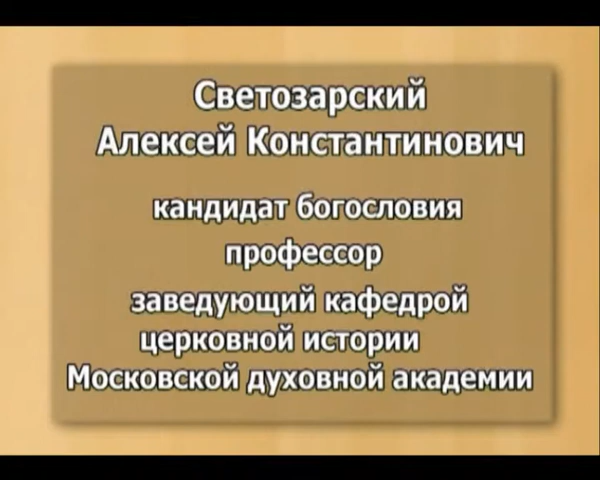 Светозарский
Алексей Константинович
кандидат богословия
профессор
заведующий кафедрой
церковной истории
Московской духовной академии